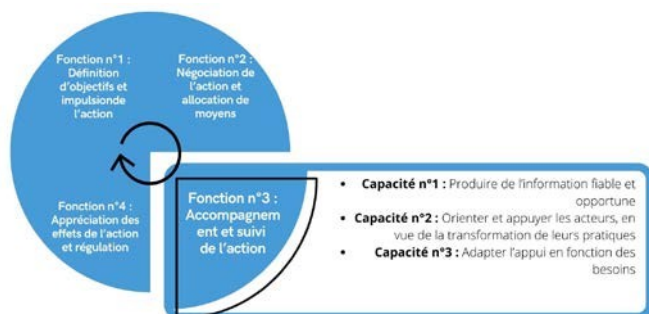 Fonction n°1 :
Définition
d'objectifs et
impulsionde
l'action
Fonction n°2 :
Négociation de
l'action et
allocation de
moyens
Fonction n°4 :
Appréciation des
effets de l'action
et régulation
Fonction n°3 :
Accompagnem
ent et suivi
de l'action
• Capacité n°1 : Produire de l'information fiable et
opportune
• Capacité n°2 : Orienter et appuyer les acteurs, en
vue de la transformation de leurs pratiques
• Capacité n°3 : Adapter l'appui en fonction des
besoins